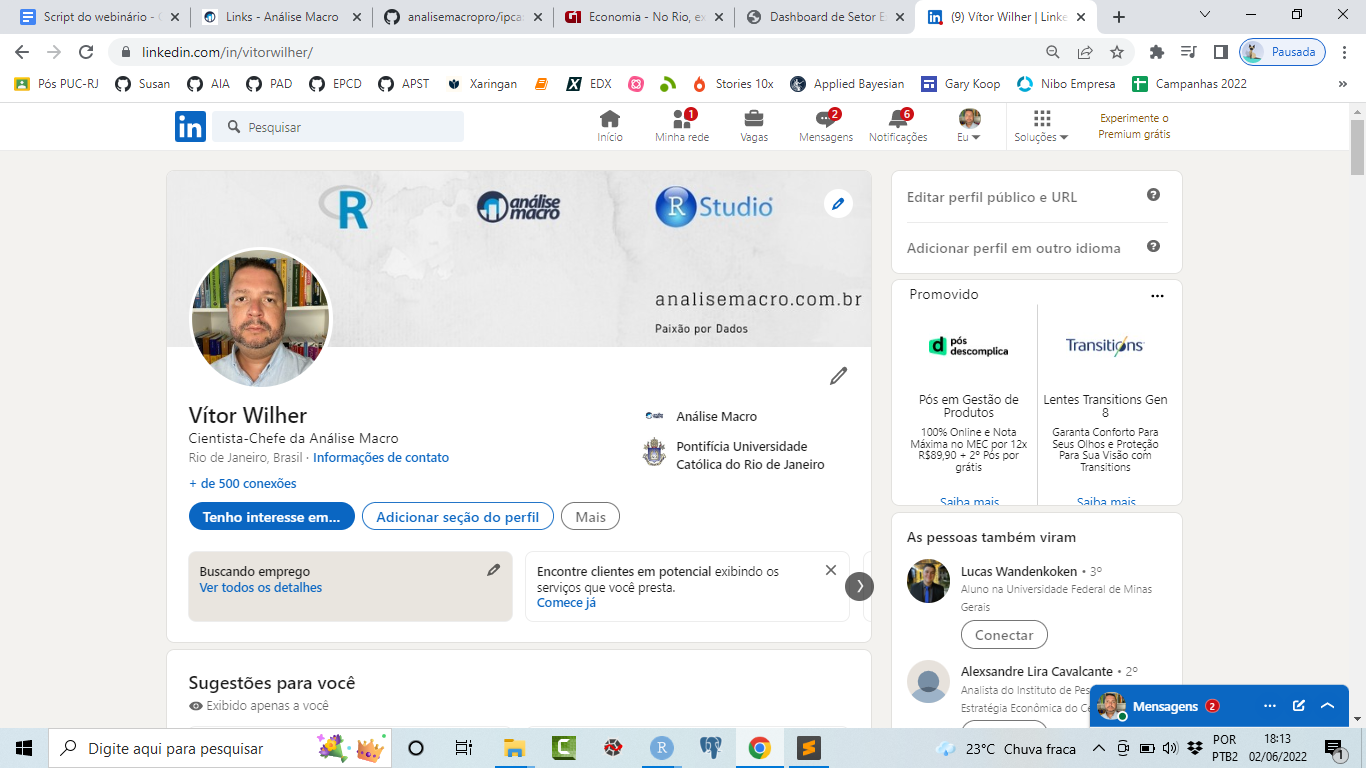 Script do webinário - C
Links - Análise Macro
analisemacropro/ipca
Economia - No Rio, ex
Dashboard de Setor E
(9) Vítor Wilher | Linke
linkedin.com/in/vitorwilher/
Pausada
Pós PUC-RJ
Susan
AIA
PAD
EPCD
APST
Xaringan
EDX
Stories 10x
Applied Bayesian
Gary Koop
Nibo Empresa
Campanhas 2022
»
in
Pesquisar
Início
1
Minha rede
Vagas
2
Mensagens
6
Notificações
Eu
Soluções
Experimente o
Premium grátis
R
análise
macro
R Studio
analisemacro.com.br
Paixão por Dados
Vítor Wilher
Cientista-Chefe da Análise Macro
Rio de Janeiro, Brasil · Informações de contato
+ de 500 conexões
Análise Macro
Pontifícia Universidade
Católica do Rio de Janeiro
Tenho interesse em...
Adicionar seção do perfil
Mais
Buscando emprego
Ver todos os detalhes
Encontre clientes em potencial exibindo os
serviços que você presta.
Comece já
Sugestões para você
Exibido apenas a você
Editar perfil público e URL
Adicionar perfil em outro idioma
Promovido
pós
descomplica
Transitions
Pós em Gestão de
Produtos
100% Online e Nota
Máxima no MEC por 12x
R$89,90 + 2º Pós por
grátis
Saiba mais
Lentes Transitions Gen
8
Garanta Conforto Para
Seus Olhos e Proteção
Para Sua Visão com
Transitions
Saiba mais
As pessoas também viram
Lucas Wandenkoken • 3º
Aluno na Universidade Federal de Minas
Gerais
Conectar
Alexsandre Lira Cavalcante • 2º
Analista do Instituto de Pes
Estratégia Econômica do Ce
Mensagens 2
Digite aqui para pesquisar
23°C Chuva fraca
POR
PTB2
18:13
02/06/2022
1